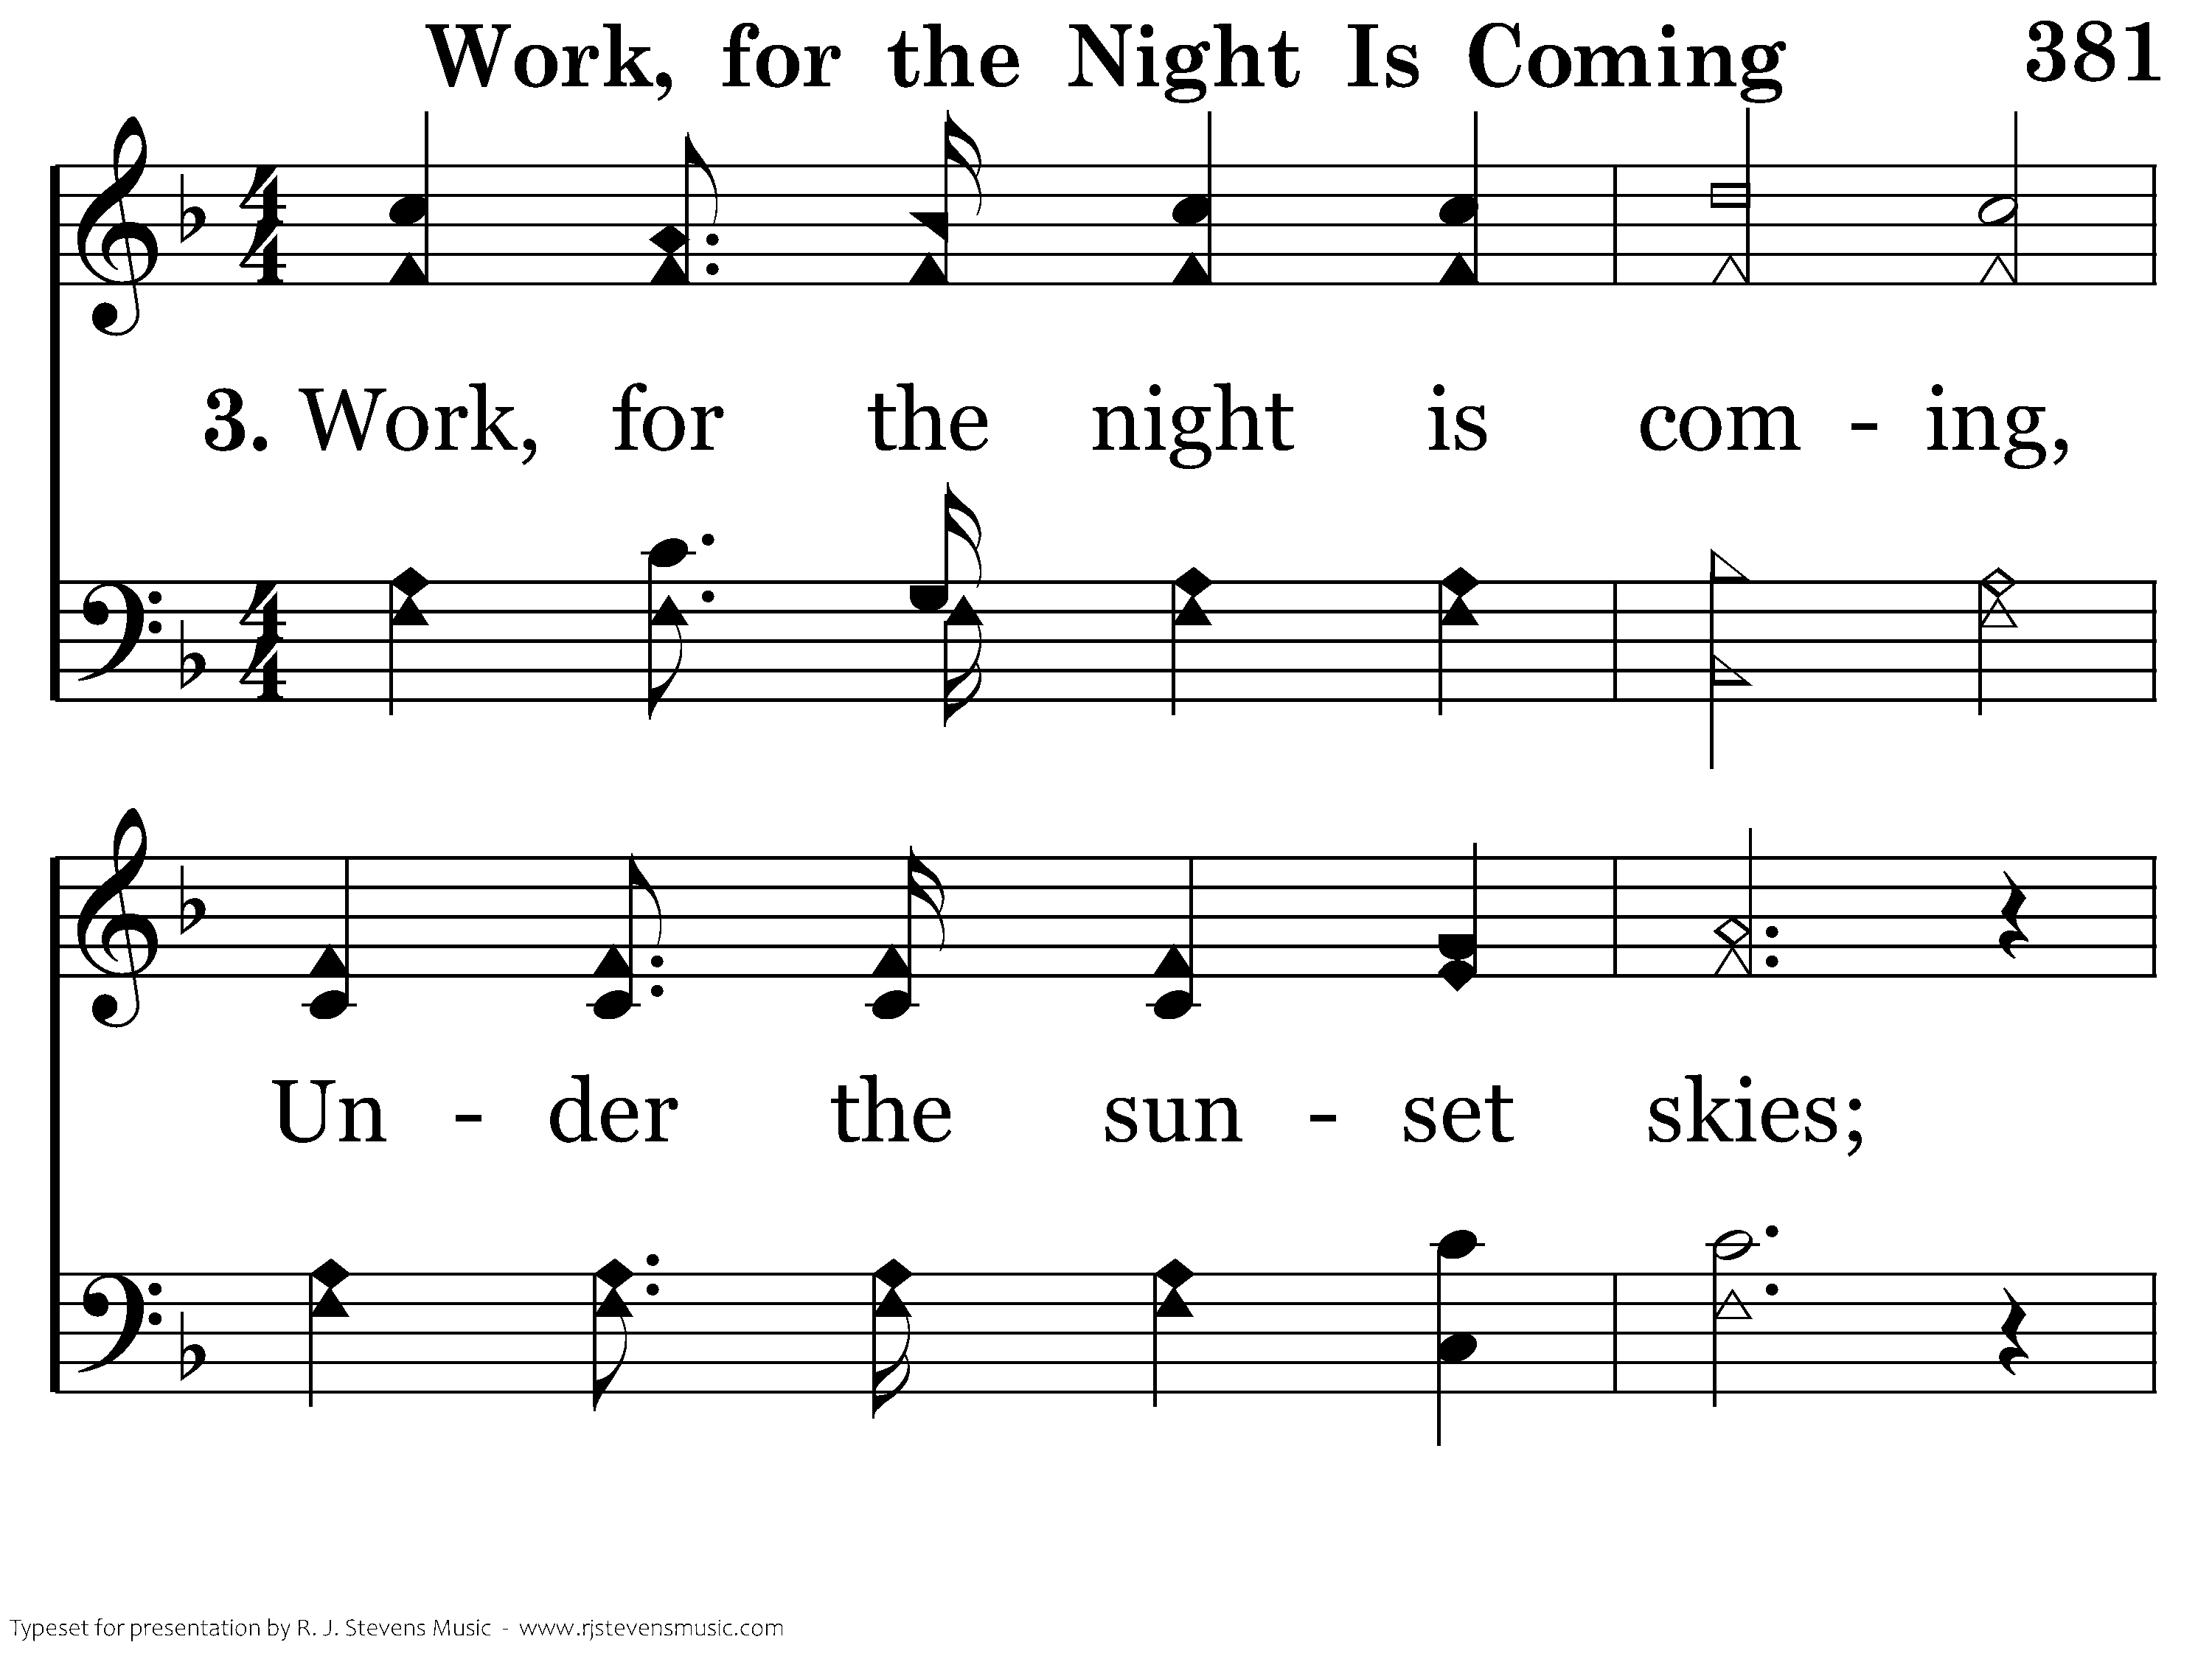 Work, for the Night Is Coming 381
3. Work, for the night is com - ing,
Un - der the sun - set skies;
Typeset for presentation by R. J. Stevens Music - www.rjstevensmusic.com